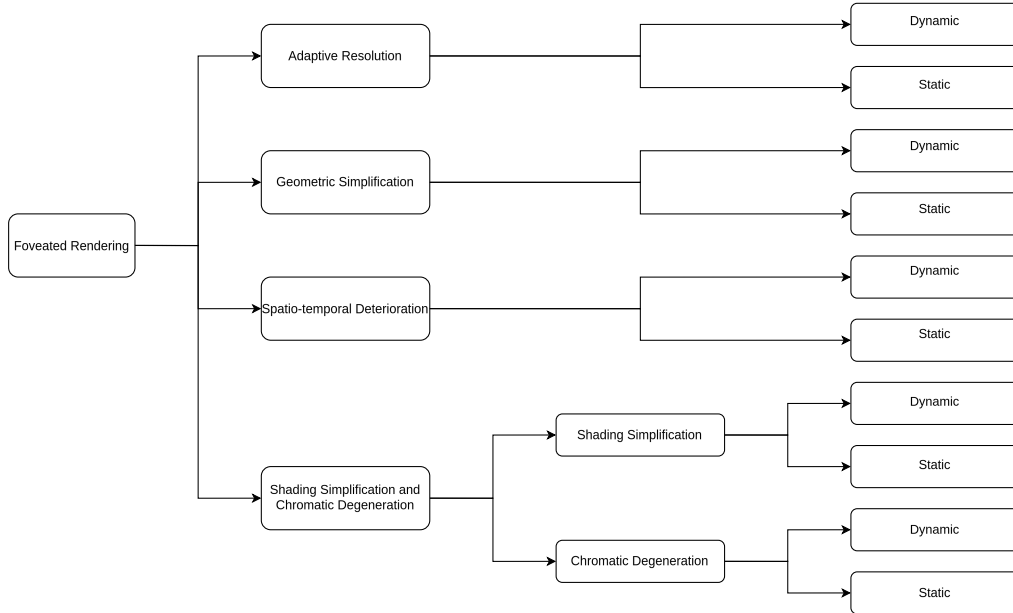 Foveated Rendering
Adaptive Resolution
Dynamic
Static
Geometric Simplification
Dynamic
Static
Spatio-temporal Deterioration
Dynamic
Static
Shading Simplification and
Chromatic Degeneration
Shading Simplification
Dynamic
Static
Chromatic Degeneration
Dynamic
Static